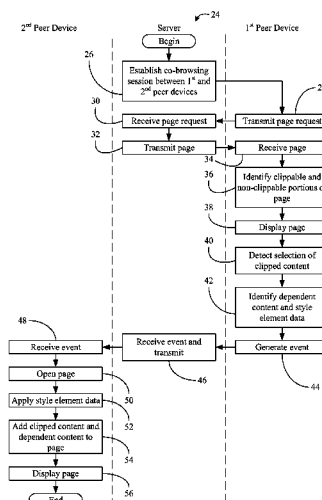 2nd Peer Device
Server
24
1st Peer Device
Begin
26
Establish co-browsing
session between 1st and
2nd peer devices
30
Receive page request
Transmit page request
32
Transmit page
Receive page
34
36
Identify clippable and
non-clippable portions
page
38
Display page
40
Detect selection of
clipped content
42
Identify dependent
content and style
element data
48
Receive event
Receive event and
transmit
Generate event
46
44
Open page
50
Apply style element data
52
Add clipped content and
dependent content to
page
54
Display page
56
End